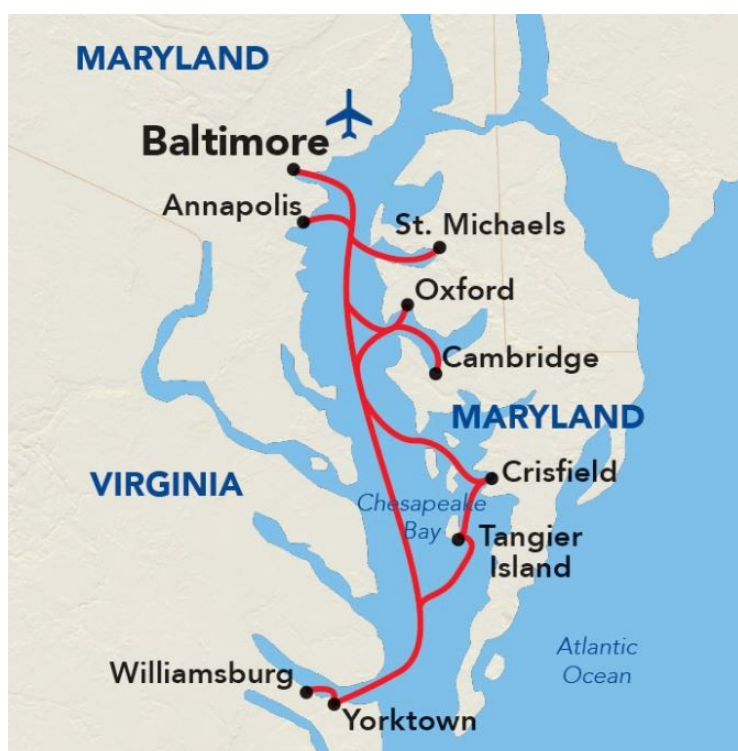 MARYLAND
Baltimore
Annapolis
St. Michaels
Oxford
Cambridge
MARYLAND
VIRGINIA
Crisfield
Chesapeake
Bay
Tangier
Island
Williamsburg
Yorktown
Atlantic
Ocean